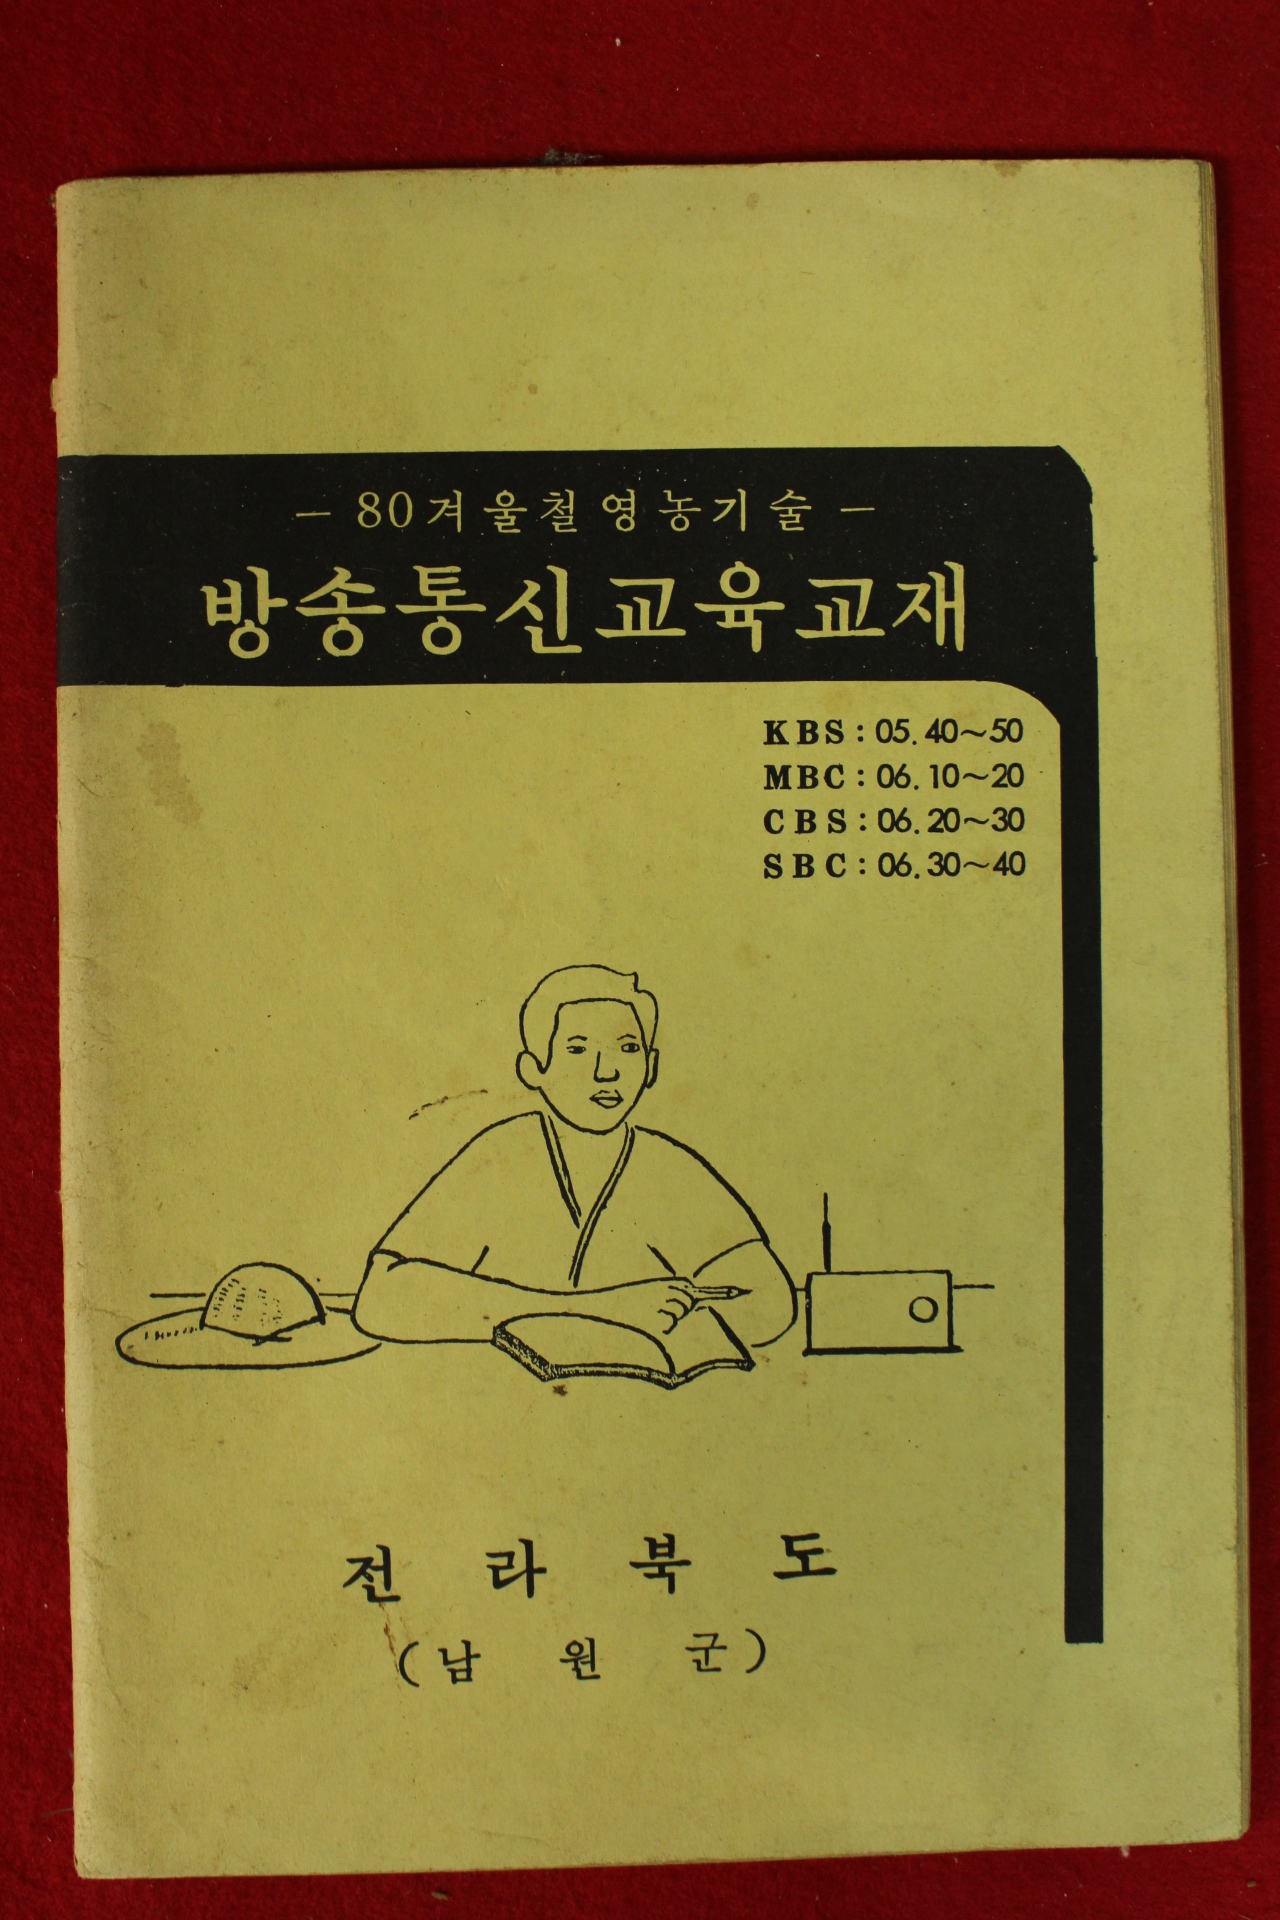 - 80겨울철영농기술 -
방송통신교육교재
KBS : 05.40~50
MBC : 06.10~20
CBS : 06.20~30
SBC : 06.30~40
전라북도
(남원군)